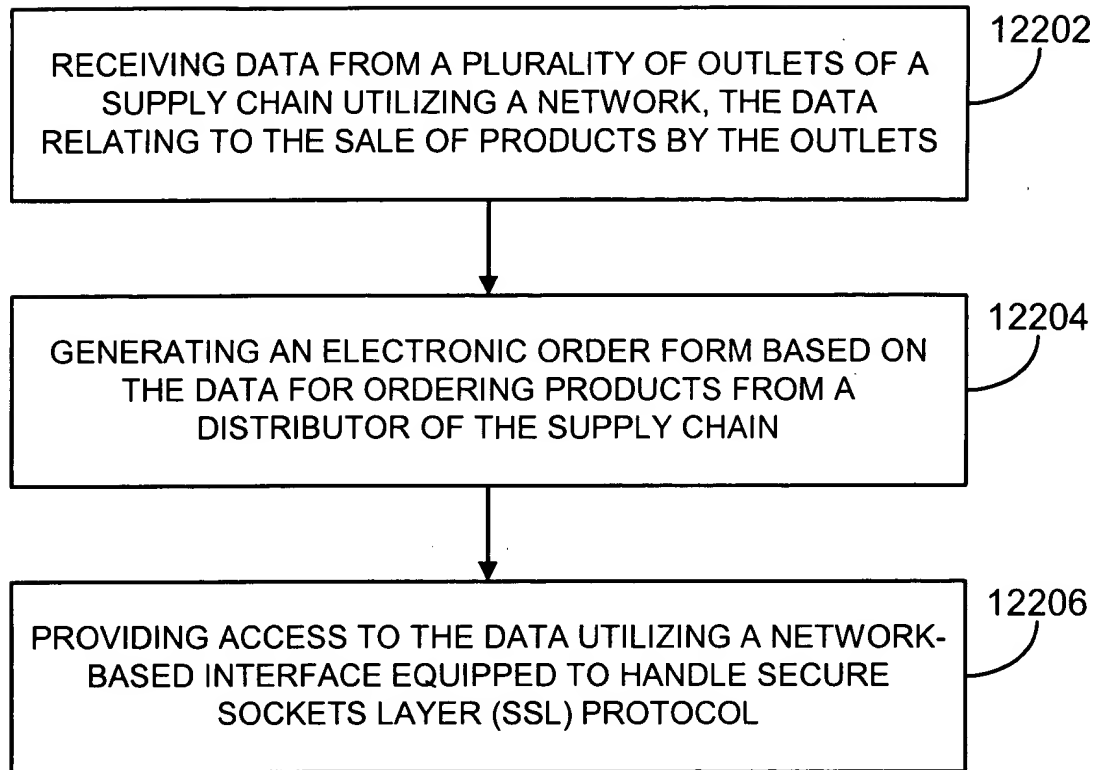 12202
RECEIVING DATA FROM A PLURALITY OF OUTLETS OF A
SUPPLY CHAIN UTILIZING A NETWORK, THE DATA
RELATING TO THE SALE OF PRODUCTS BY THE OUTLETS
12204
GENERATING AN ELECTRONIC ORDER FORM BASED ON
THE DATA FOR ORDERING PRODUCTS FROM A
DISTRIBUTOR OF THE SUPPLY CHAIN
12206
PROVIDING ACCESS TO THE DATA UTILIZING A NETWORK-
BASED INTERFACE EQUIPPED TO HANDLE SECURE
SOCKETS LAYER (SSL) PROTOCOL